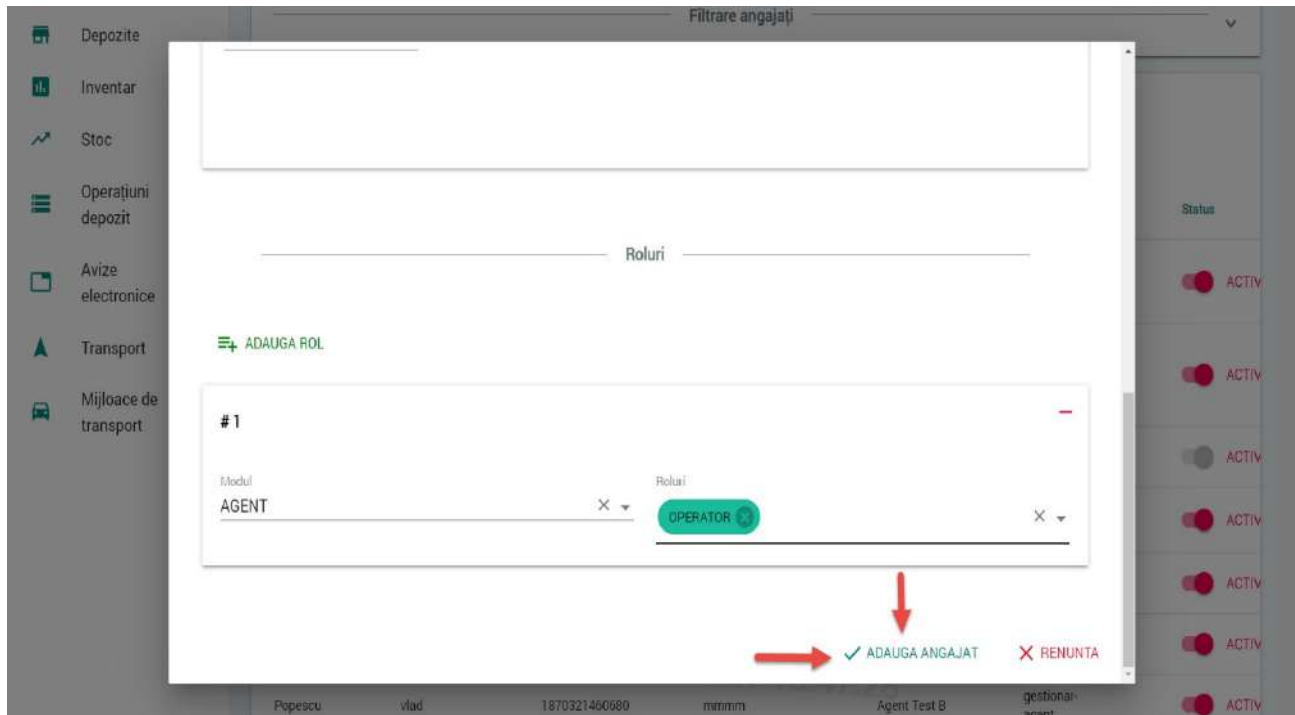 Filtrare angajați
Depozite
Inventar
Stoc
Operațiuni
depozit
Avize
electronice
Transport
Mijloace de
transport
Status
ACTIV
ACTIV
ACTIV
ACTIV
ACTIV
ACTIV
ACTIV
Roluri
ADAUGA ROL
# 1
Modul
AGENT
Roluri
OPERATOR
ADAUGA ANGAJAT
RENUNTA
Popescu vlad 1870321460680 mmmm Agent Test B gestionar-
agent